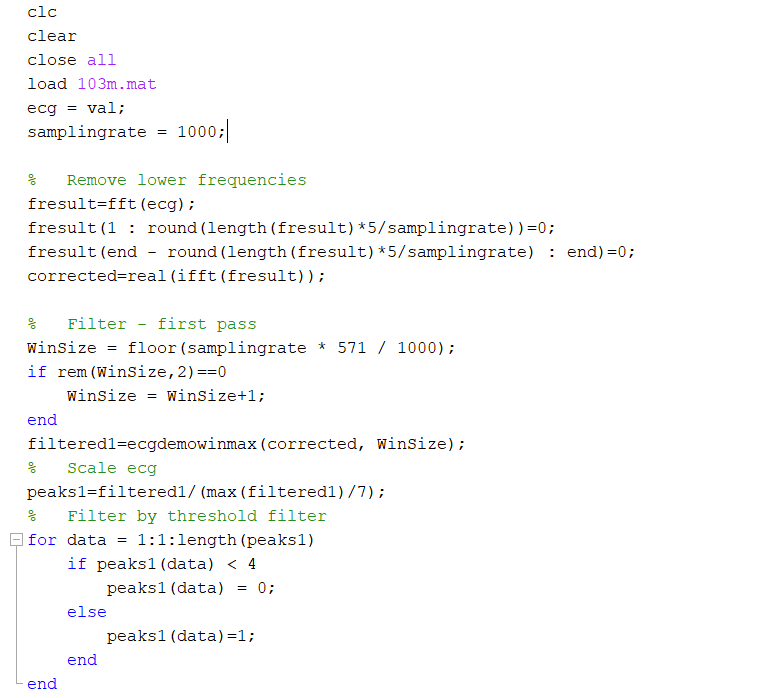 clc
clear
close all
load 103m.mat
ecg = val;
samplingrate = 1000;
%   Remove lower frequencies
fresult=fft(ecg);
fresult(1 : round(length(fresult)*5/samplingrate))=0;
fresult(end - round(length(fresult)*5/samplingrate) : end)=0;
corrected=real(ifft(fresult));
%   Filter - first pass
WinSize = floor(samplingrate * 571 / 1000);
if rem(WinSize,2)==0
    WinSize = WinSize+1;
end
filtered1=ecgdemowinmax(corrected, WinSize);
%   Scale ecg
peaks1=filtered1/(max(filtered1)/7);
%   Filter by threshold filter
for data = 1:1:length(peaks1)
    if peaks1(data) < 4
        peaks1(data) = 0;
    else
        peaks1(data)=1;
    end
end